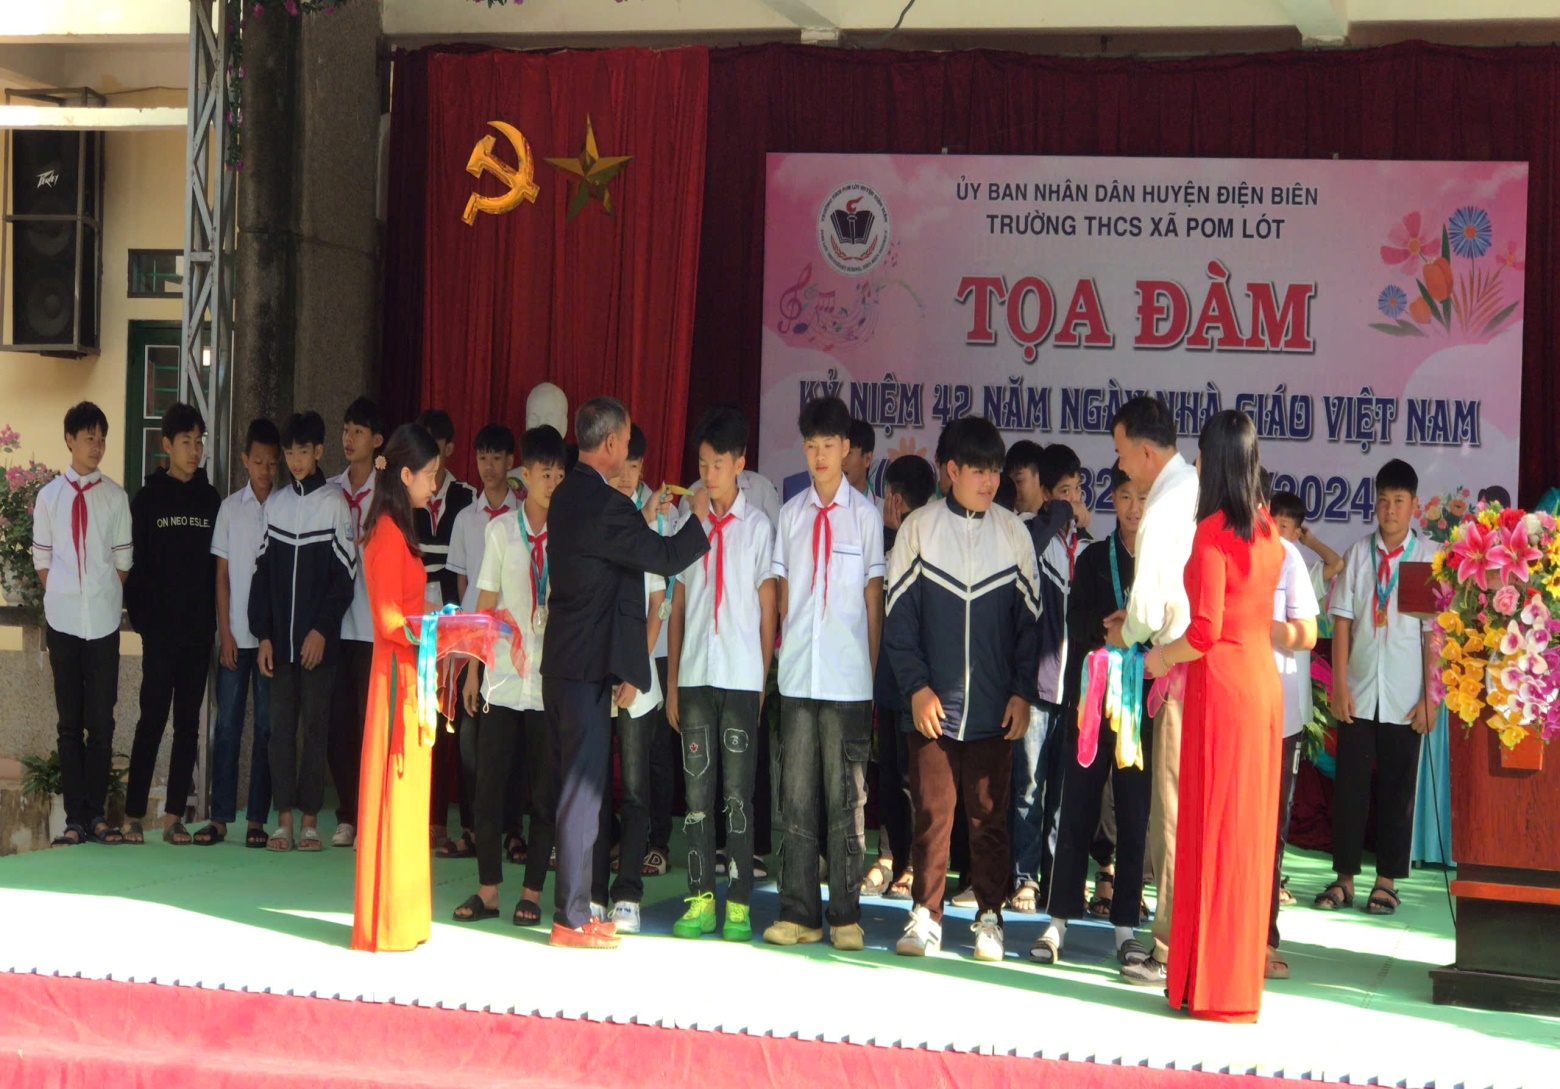 ỦY BAN NHÂN DÂN HUYỆN ĐIỆN BIÊN
TRƯỜNG THCS XÃ POM LÓT
TỌA ĐÀM
KỶ NIỆM 42 NĂM NGÀY NHÀ GIÁO VIỆT NAM
/2024
ON NEO ESLE.